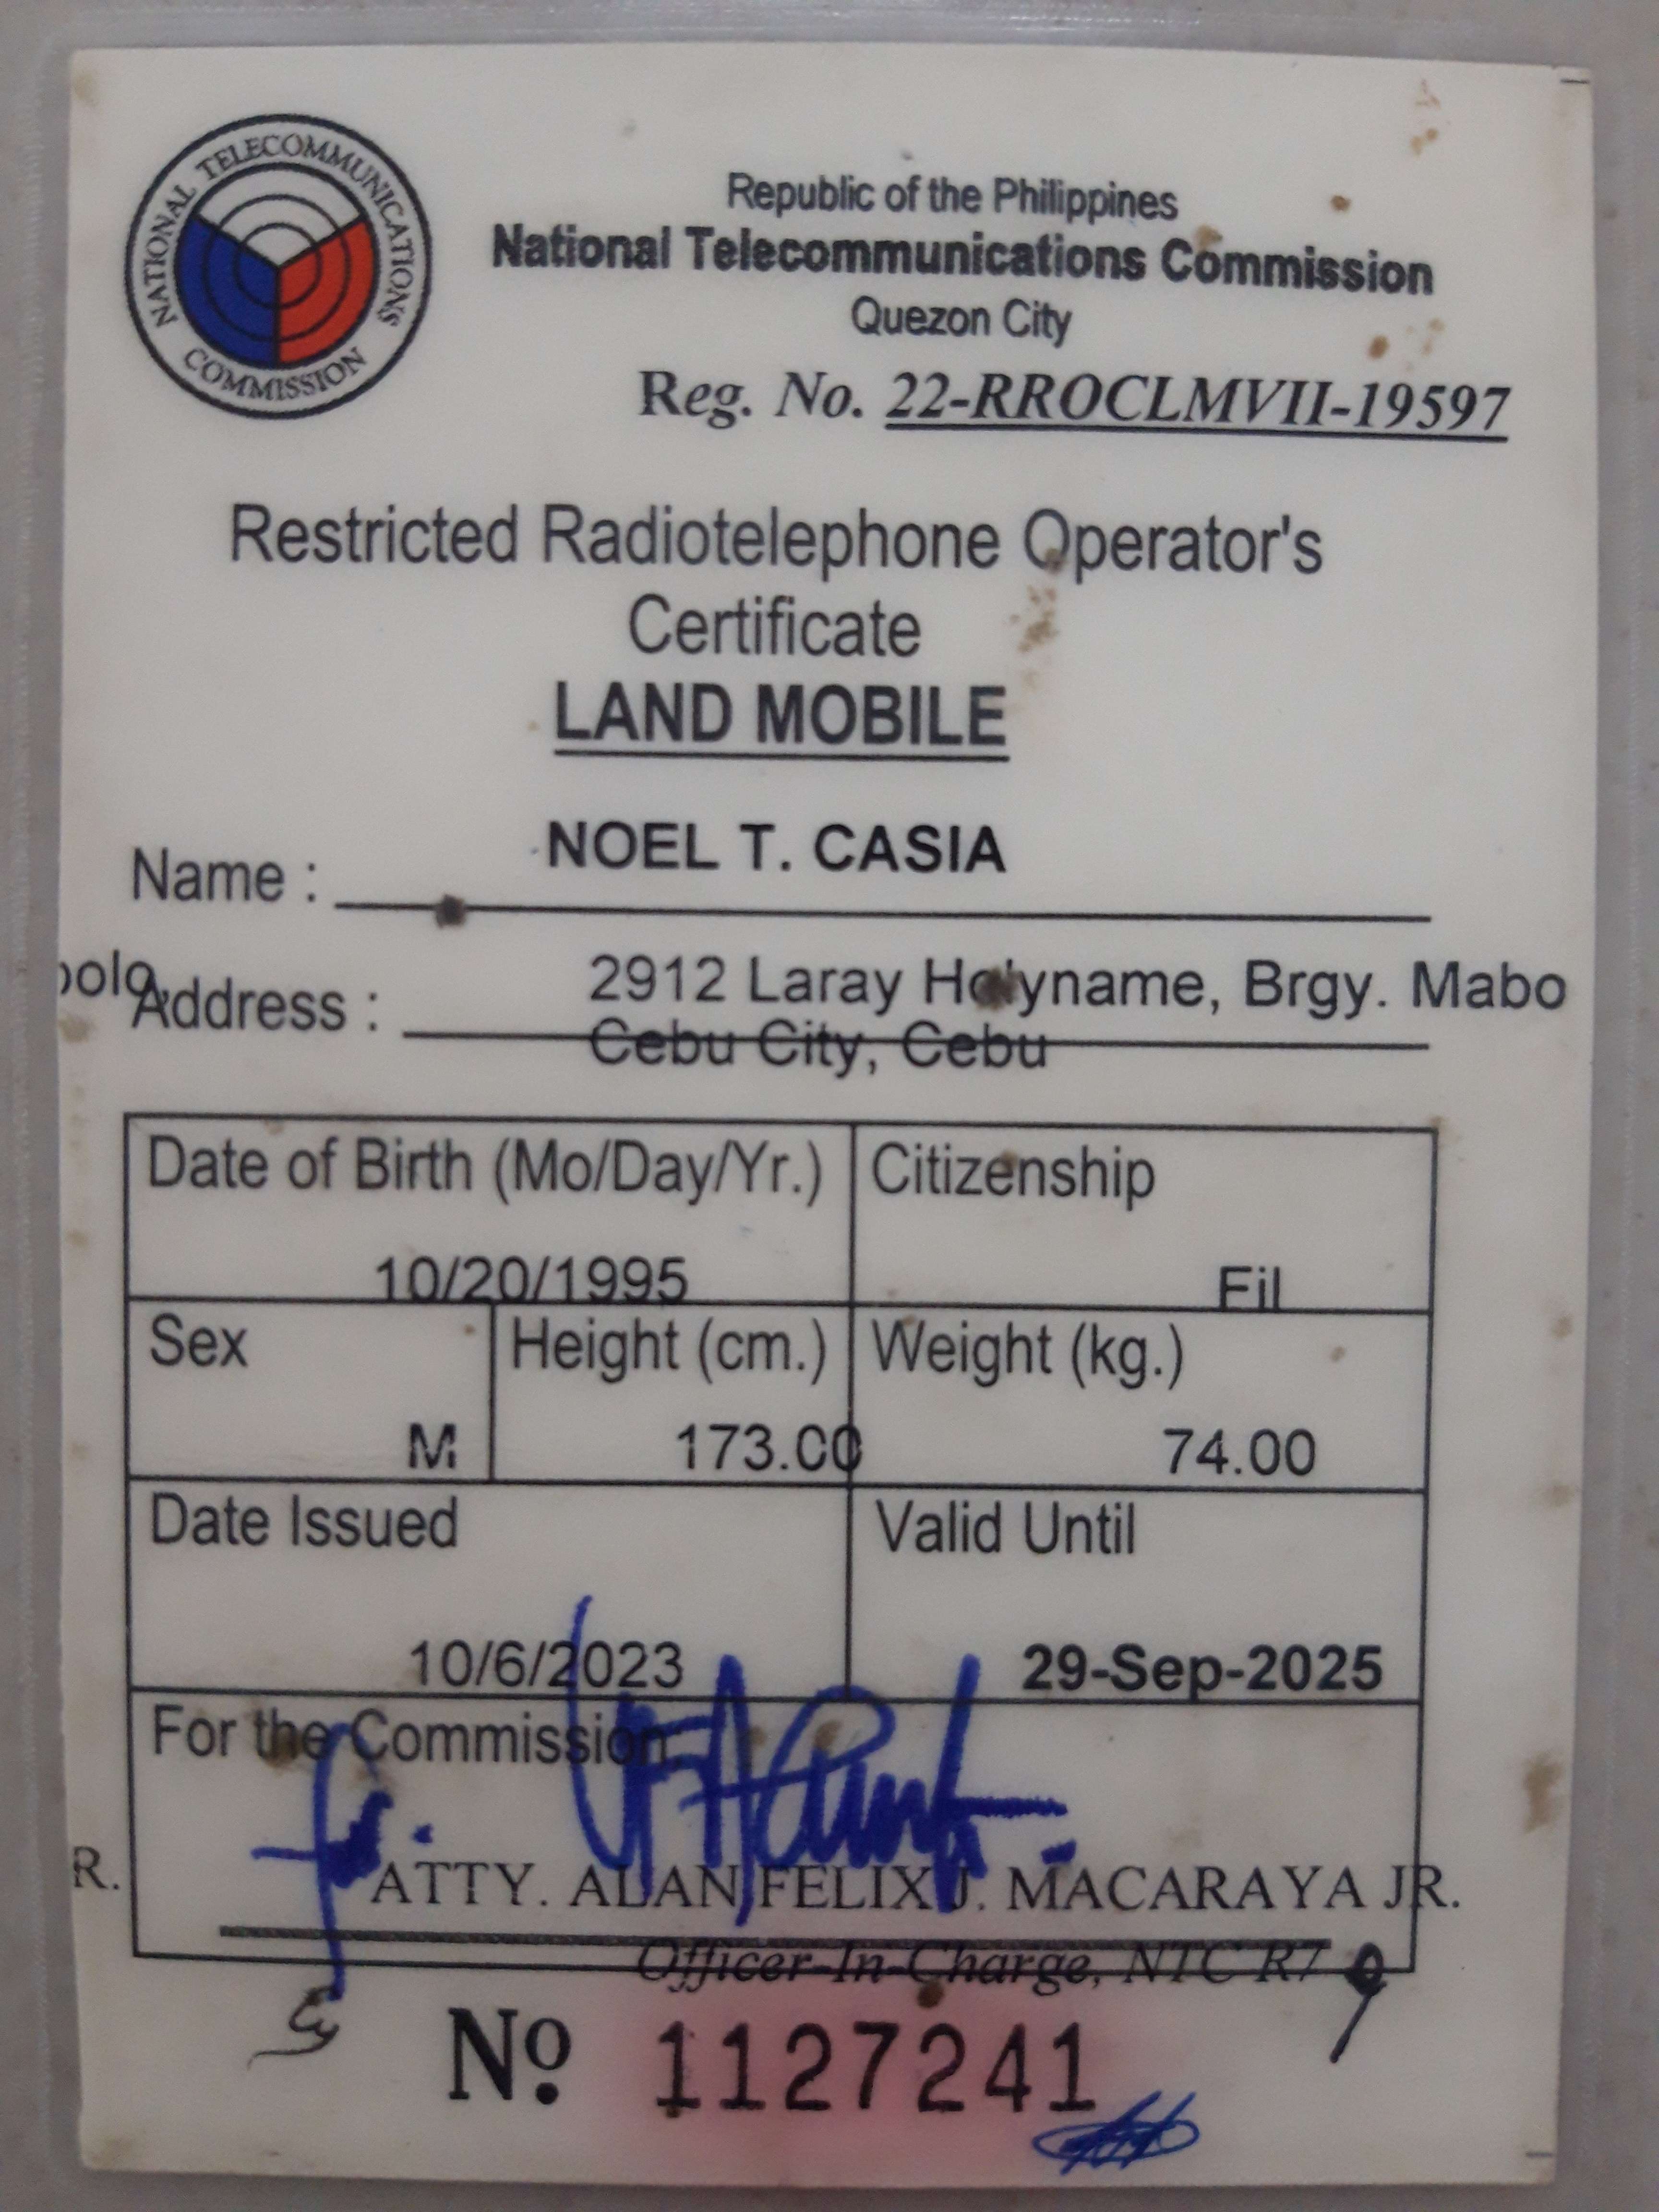 NATIONAL TELECOMMUNICATIONS COMMISSION
Republic of the Philippines
National Telecommunications Commission
Quezon City
Reg. No. 22-RROCLMVII-19597
Restricted Radiotelephone Operator's
Certificate
LAND MOBILE
Name : NOEL T. CASIA
Address : 2912 Laray Holyname, Brgy. Mabo
olo,
Cebu City, Cebu
Date of Birth (Mo/Day/Yr.) Citizenship
10/20/1995 Fil
Sex Height (cm.) Weight (kg.)
M 173.00 74.00
Date Issued Valid Until
10/6/2023 29-Sep-2025
For the Commission
R. ATTY. ALAN FELIX J. MACARAYA JR.
Officer-In-Charge, NTC R7
No 1127241